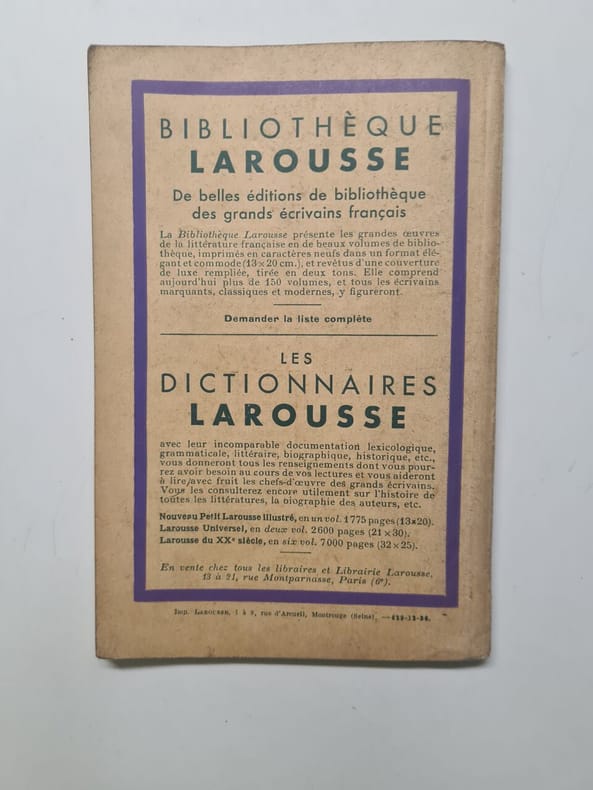 BIBLIOTHÈQUE
LAROUSSE
De belles éditions de bibliothèque
des grands écrivains français
La Bibliothèque Larousse présente les grandes œuvres
de la littérature française en de beaux volumes de biblio-
thèque, imprimés en caractères neufs dans un format élé-
gant et commode (13×20 cm.), et revêtus d'une couverture
de luxe rempliée, tirée en deux tons. Elle comprend
aujourd'hui plus de 150 volumes, et tous les écrivains
marquants, classiques et modernes, y figureront.
Demander la liste complète
LES
DICTIONNAIRES
LAROUSSE
avec leur incomparable documentation lexicologique,
grammaticale, littéraire, biographique, historique, etc.,
vous donneront tous les renseignements dont vous pour-
rez avoir besoin au cours de vos lectures et vous aideront
à lire avec fruit les chefs-d'œuvre des grands écrivains.
Vous les consulterez encore utilement sur l'histoire de
toutes les littératures, la biographie des auteurs, etc.
Nouveau Petit Larousse illustré, en un vol. 1775 pages (13×20).
Larousse Universel, en deux vol. 2600 pages (21×30).
Larousse du XXᵉ siècle, en six vol. 7000 pages (32×25).
En vente chez tous les libraires et Librairie Larousse,
13 à 21, rue Montparnasse, Paris (6ᵉ).
Imp. LAROUSSE, 1 à 9, rue d'Arcueil, Montrouge (Seine).